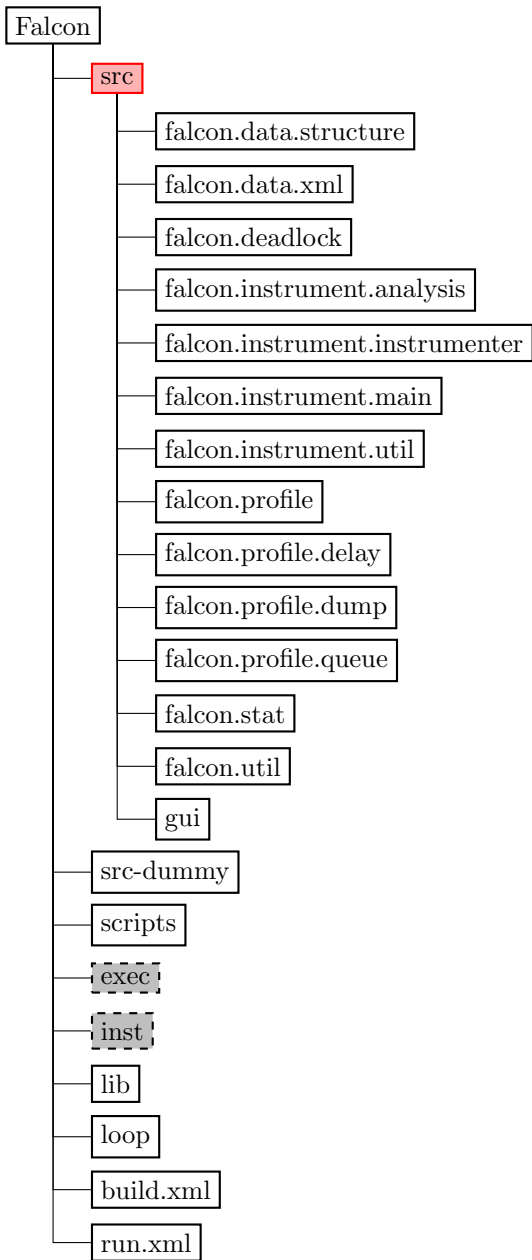 Falcon
src
falcon.data.structure
falcon.data.xml
falcon.deadlock
falcon.instrument.analysis
falcon.instrument.instrumenter
falcon.instrument.main
falcon.instrument.util
falcon.profile
falcon.profile.delay
falcon.profile.dump
falcon.profile.queue
falcon.stat
falcon.util
gui
src-dummy
scripts
exec
inst
lib
loop
build.xml
run.xml